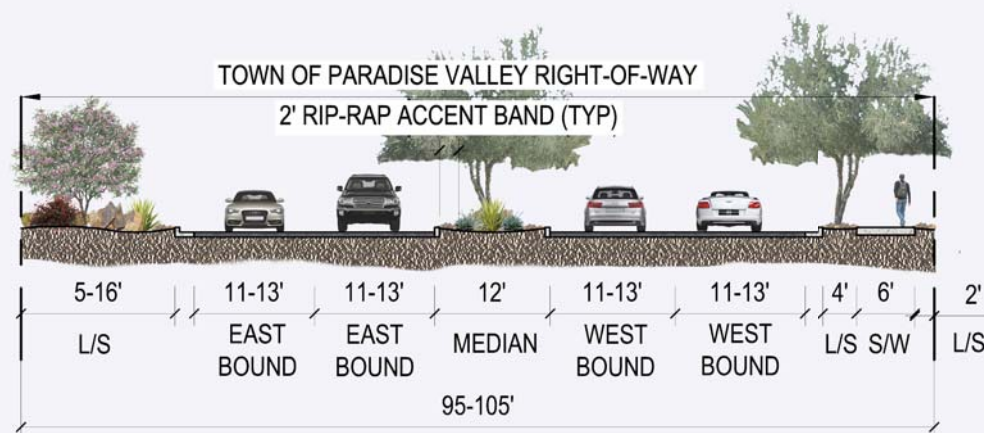 TOWN OF PARADISE VALLEY RIGHT-OF-WAY
2' RIP-RAP ACCENT BAND (TYP)
5-16' 11-13' 11-13' 12' 11-13' 11-13' 4' 6' 2'
L/S EAST BOUND EAST BOUND MEDIAN WEST BOUND WEST BOUND L/S S/W L/S
95-105'